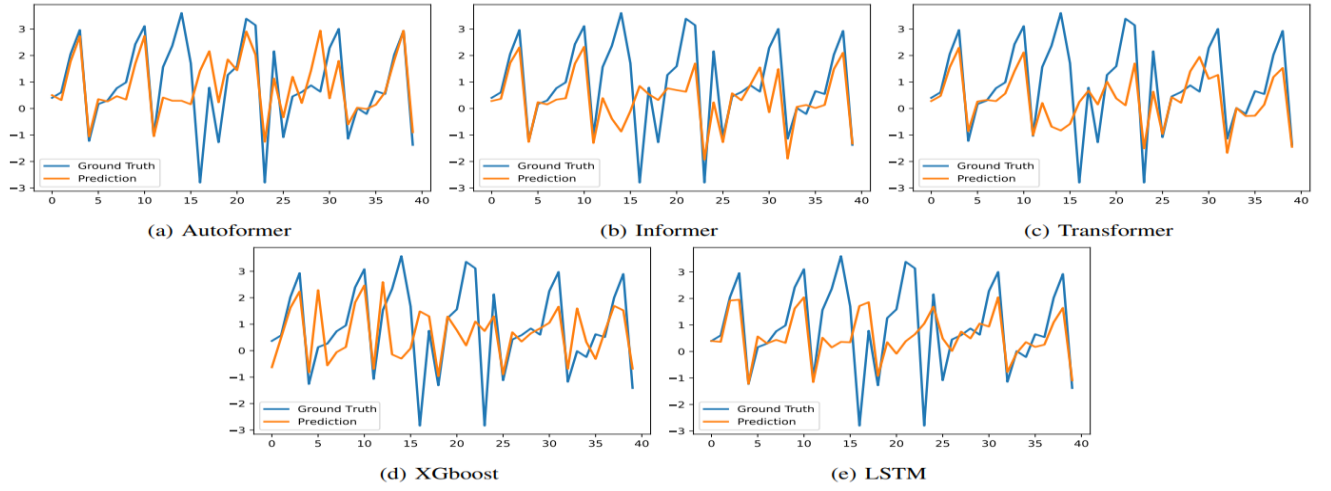 3
2
1
0
−1
−2
−3
Ground Truth
Prediction
0 5 10 15 20 25 30 35 40
(a) Autoformer
3
2
1
0
−1
−2
−3
Ground Truth
Prediction
0 5 10 15 20 25 30 35 40
(b) Informer
3
2
1
0
−1
−2
−3
Ground Truth
Prediction
0 5 10 15 20 25 30 35 40
(c) Transformer
3
2
1
0
−1
−2
−3
Ground Truth
Prediction
0 5 10 15 20 25 30 35 40
(d) XGboost
3
2
1
0
−1
−2
−3
Ground Truth
Prediction
0 5 10 15 20 25 30 35 40
(e) LSTM